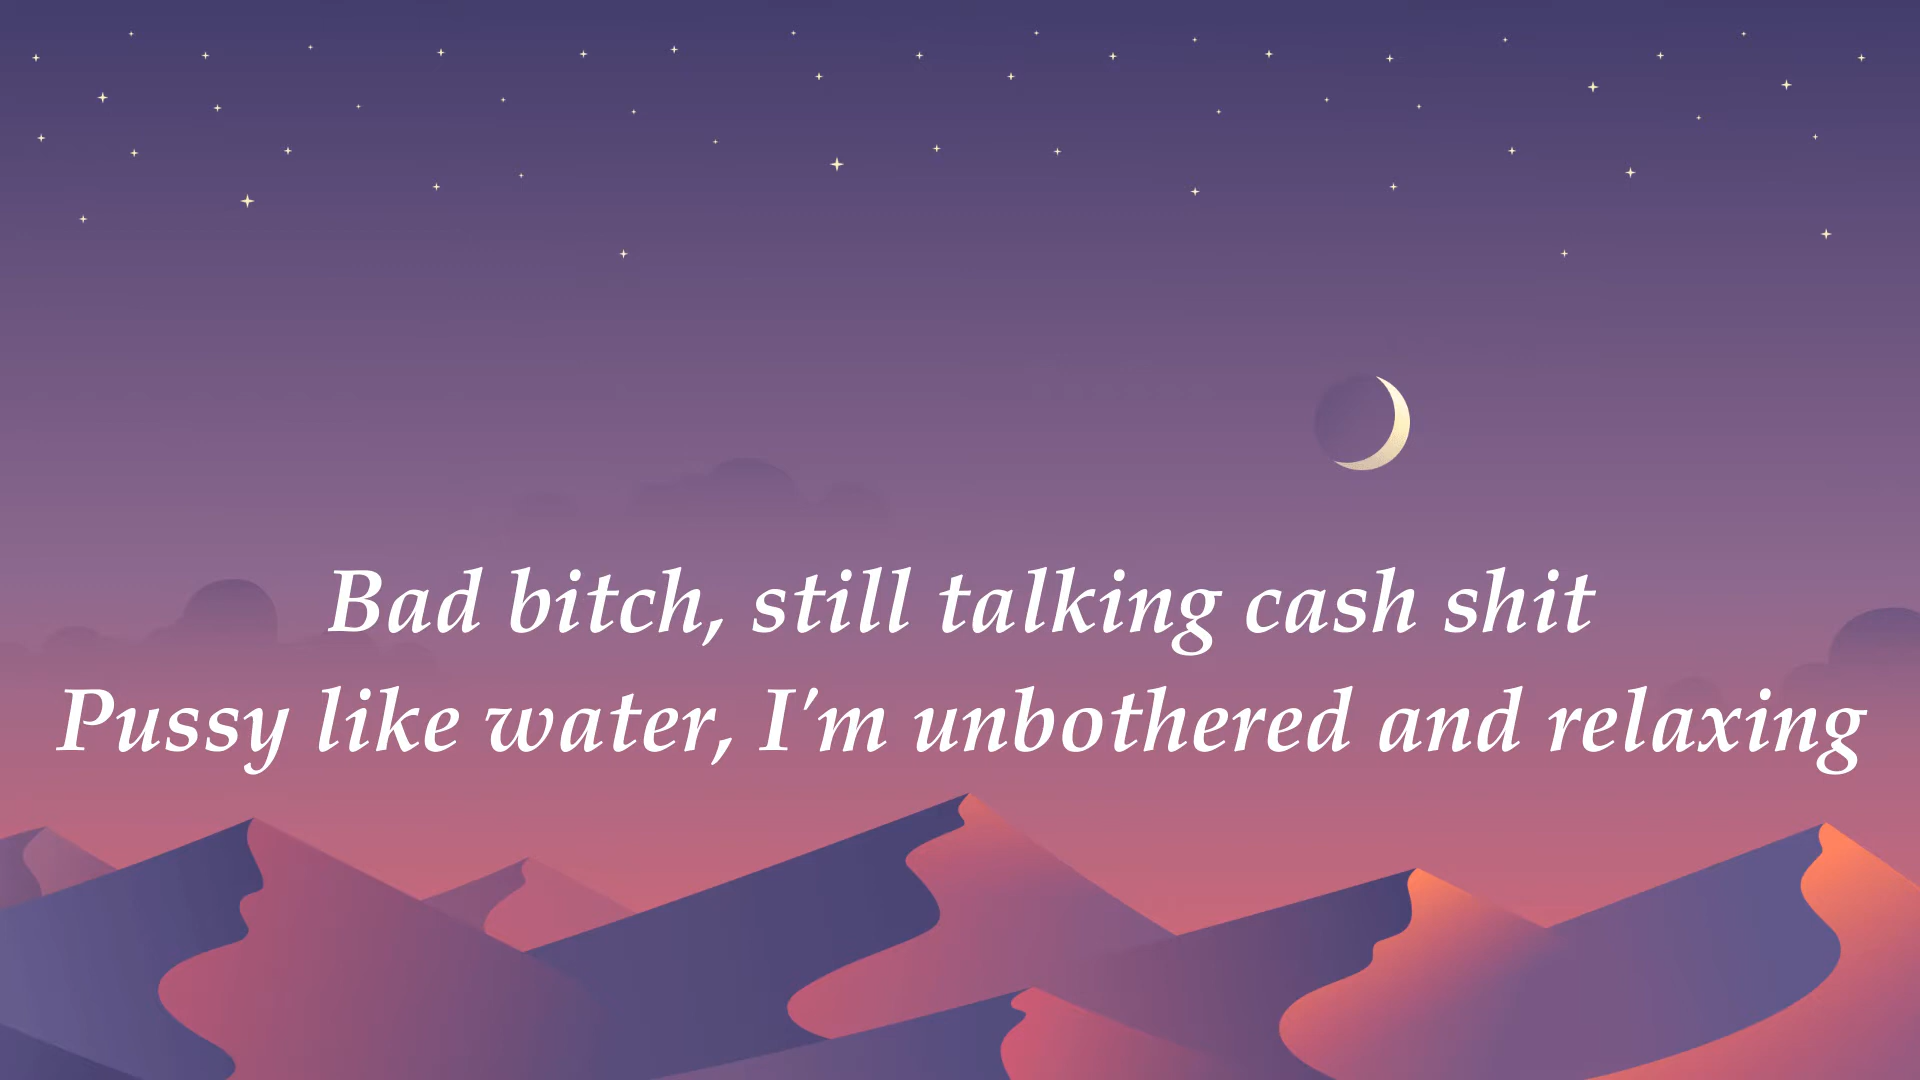 Bad bitch, still talking cash shit
Pussy like water, I'm unbothered and relaxing